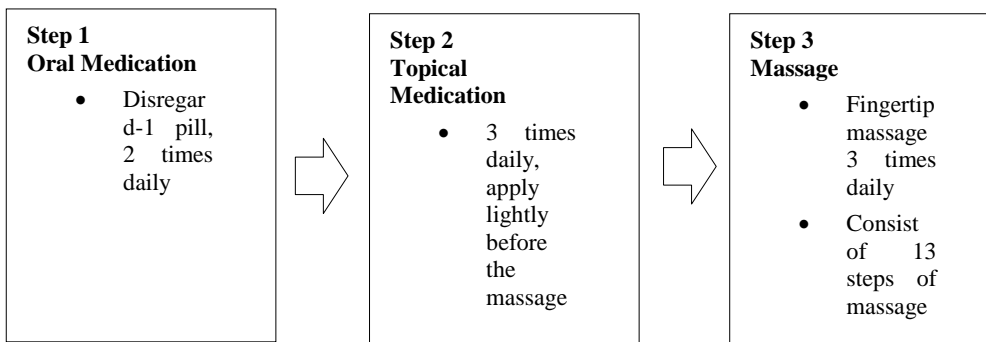 Step 1
Oral Medication
• Disregar
d-1 pill,
2 times
daily
Step 2
Topical
Medication
• 3 times
daily,
apply
lightly
before
the
massage
Step 3
Massage
• Fingertip
massage
3 times
daily
• Consist
of 13
steps of
massage